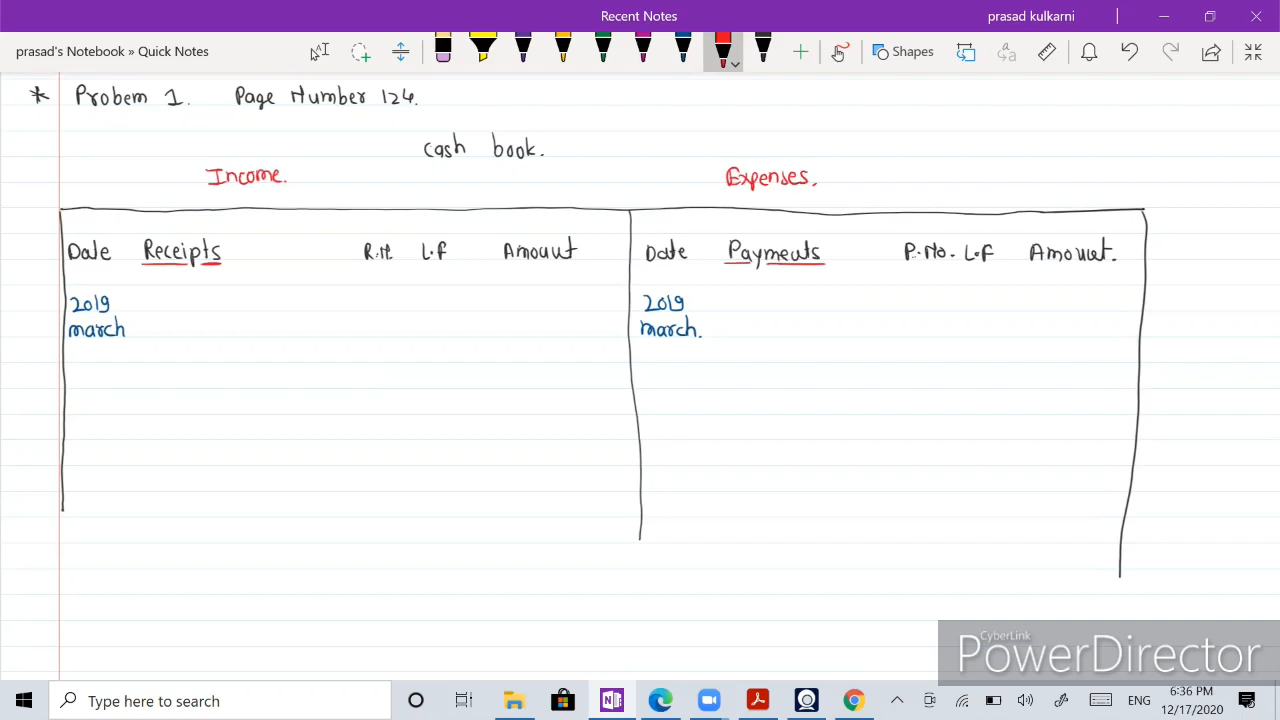 Recent Notes
prasad kulkarni
prasad's Notebook » Quick Notes
Shapes
* Probem 1. Page Number 124.
cash book.
Income.
Expenses.
Date Receipts R.N. L.F Amount Date Payments P.No. L.F Amount.
2019 2019
march march.
CyberLink
PowerDirector
Type here to search
ENG
6:36 PM
12/17/2020